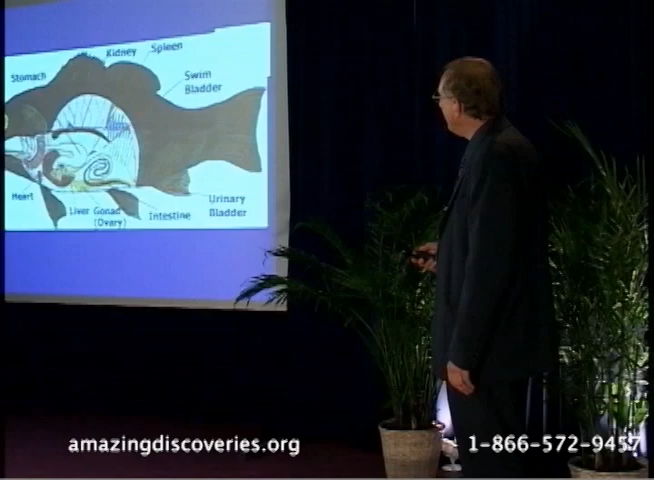 Kidney
Spleen
Stomach
Swim
Bladder
Heart
Liver
Gonad
(Ovary)
Intestine
Urinary
Bladder
amazingdiscoveries.org
1-866-572-9457